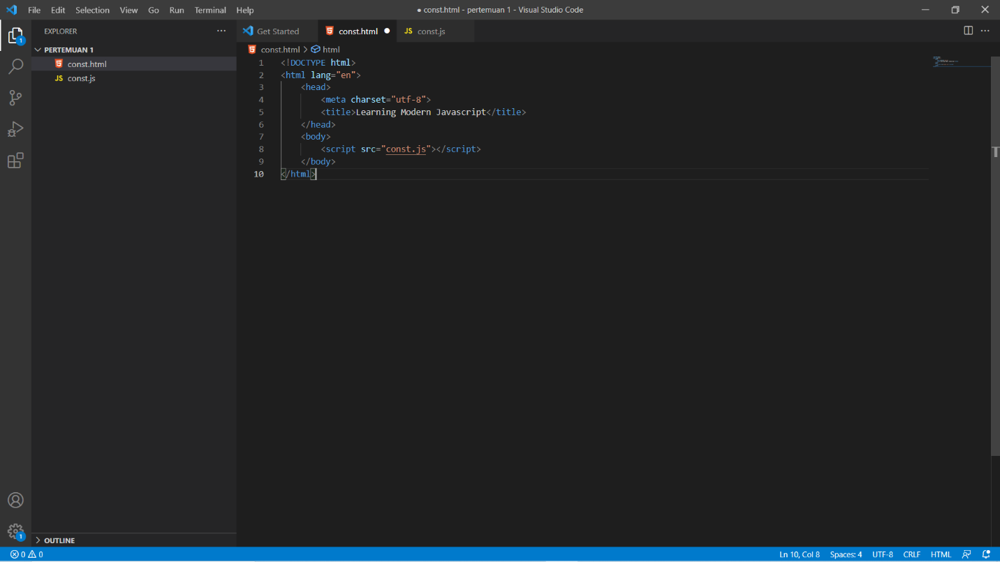 File Edit Selection View Go Run Terminal Help ● const.html - pertemuan 1 - Visual Studio Code
EXPLORER
Get Started const.html JS const.js
1
PERTEMUAN 1
const.html
JS const.js
const.html > html
1 <!DOCTYPE html>
2 <html lang="en">
3 <head>
4 <meta charset="utf-8">
5 <title>Learning Modern Javascript</title>
6 </head>
7 <body>
8 <script src="const.js"></script>
9 </body>
10 </html>
1
OUTLINE
0 0 Ln 10, Col 8 Spaces: 4 UTF-8 CRLF HTML